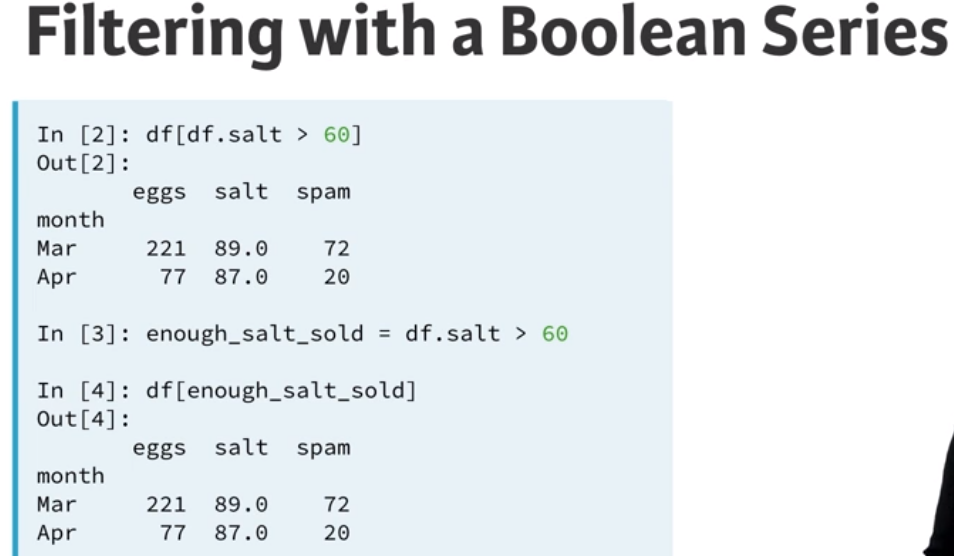 Filtering with a Boolean Series
In [2]: df[df.salt > 60]
Out[2]:
eggs salt spam
month
Mar 221 89.0 72
Apr 77 87.0 20
In [3]: enough_salt_sold = df.salt > 60
In [4]: df[enough_salt_sold]
Out[4]:
eggs salt spam
month
Mar 221 89.0 72
Apr 77 87.0 20